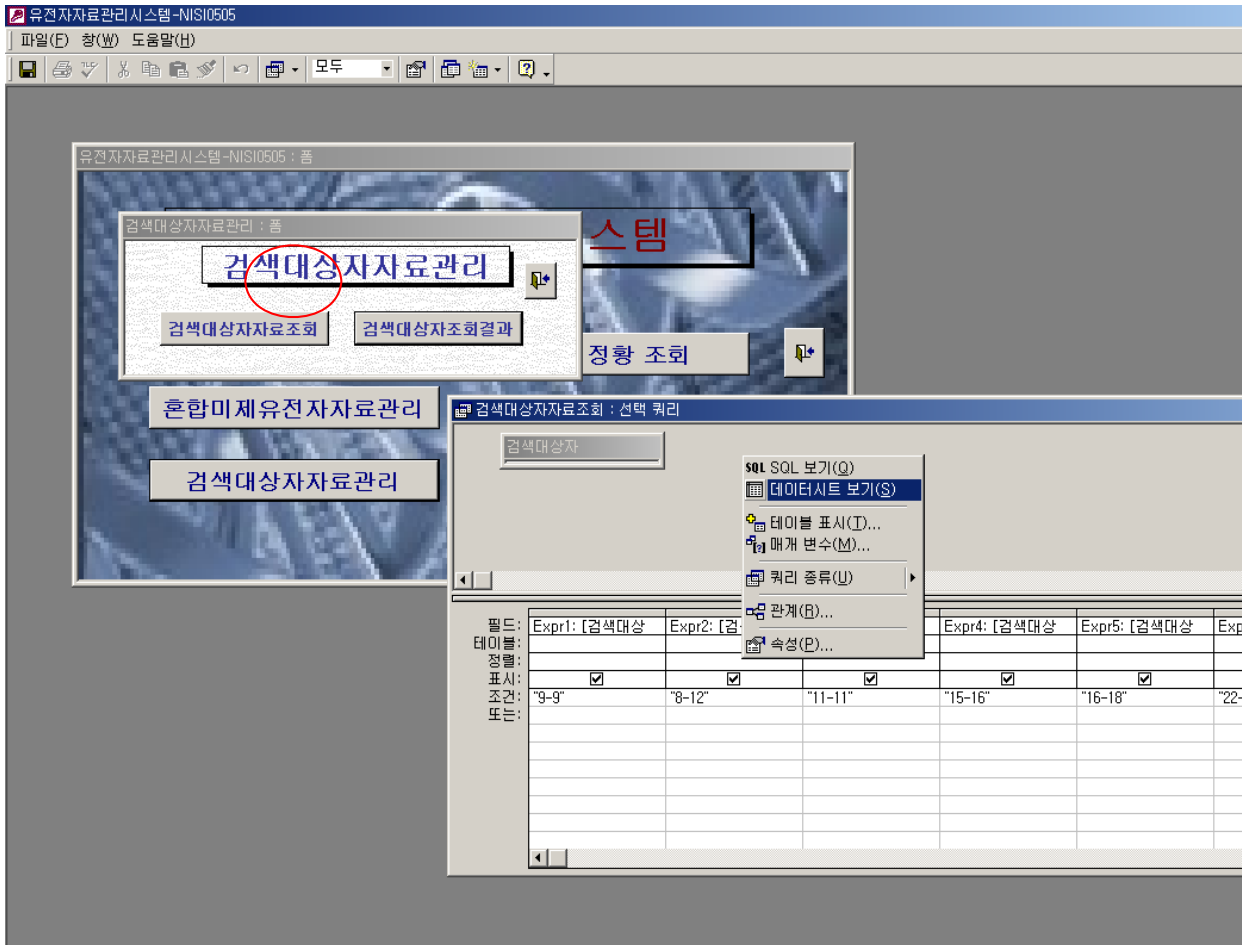 유전자자료관리시스템-NISI0505
파일(F) 창(W) 도움말(H)
모두
유전자자료관리시스템-NISI0505 : 폼
스템
검색대상자자료관리 : 폼
검색대상자자료관리
검색대상자자료조회 검색대상자조회결과
정황 조회
혼합미제유전자자료관리
검색대상자자료관리
검색대상자자료조회 : 선택 쿼리
검색대상자
SQL SQL 보기(Q)
데이터시트 보기(S)
테이블 표시(T)...
매개 변수(M)...
쿼리 종류(U)
관계(R)...
속성(P)...
필드: Expr1: [검색대상 Expr2: [검 Expr4: [검색대상 Expr5: [검색대상 Exp
테이블:
정렬:
표시:
조건: "9-9" "8-12" "11-11" "15-16" "16-18" "22-
또는: